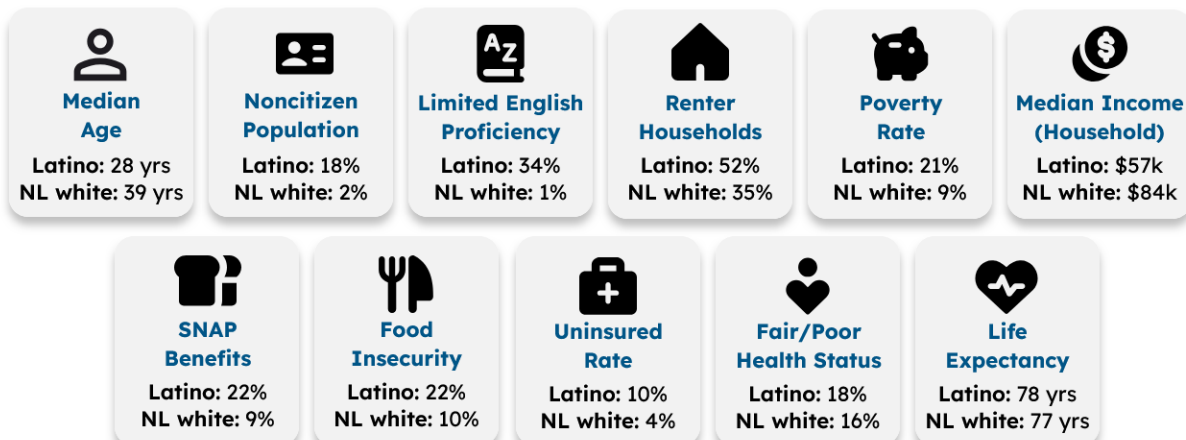 AZ
Median
Age
Latino: 28 yrs
NL white: 39 yrs
Noncitizen
Population
Latino: 18%
NL white: 2%
Limited English
Proficiency
Latino: 34%
NL white: 1%
Renter
Households
Latino: 52%
NL white: 35%
Poverty
Rate
Latino: 21%
NL white: 9%
$
Median Income
(Household)
Latino: $57k
NL white: $84k
SNAP
Benefits
Latino: 22%
NL white: 9%
Food
Insecurity
Latino: 22%
NL white: 10%
Uninsured
Rate
Latino: 10%
NL white: 4%
Fair/Poor
Health Status
Latino: 18%
NL white: 16%
Life
Expectancy
Latino: 78 yrs
NL white: 77 yrs